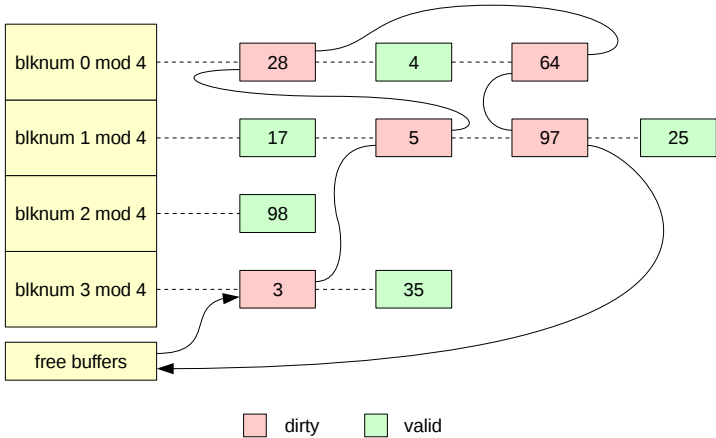 blknum 0 mod 4 28 4 64
blknum 1 mod 4 17 5 97 25
blknum 2 mod 4 98
blknum 3 mod 4 3 35
free buffers
dirty valid